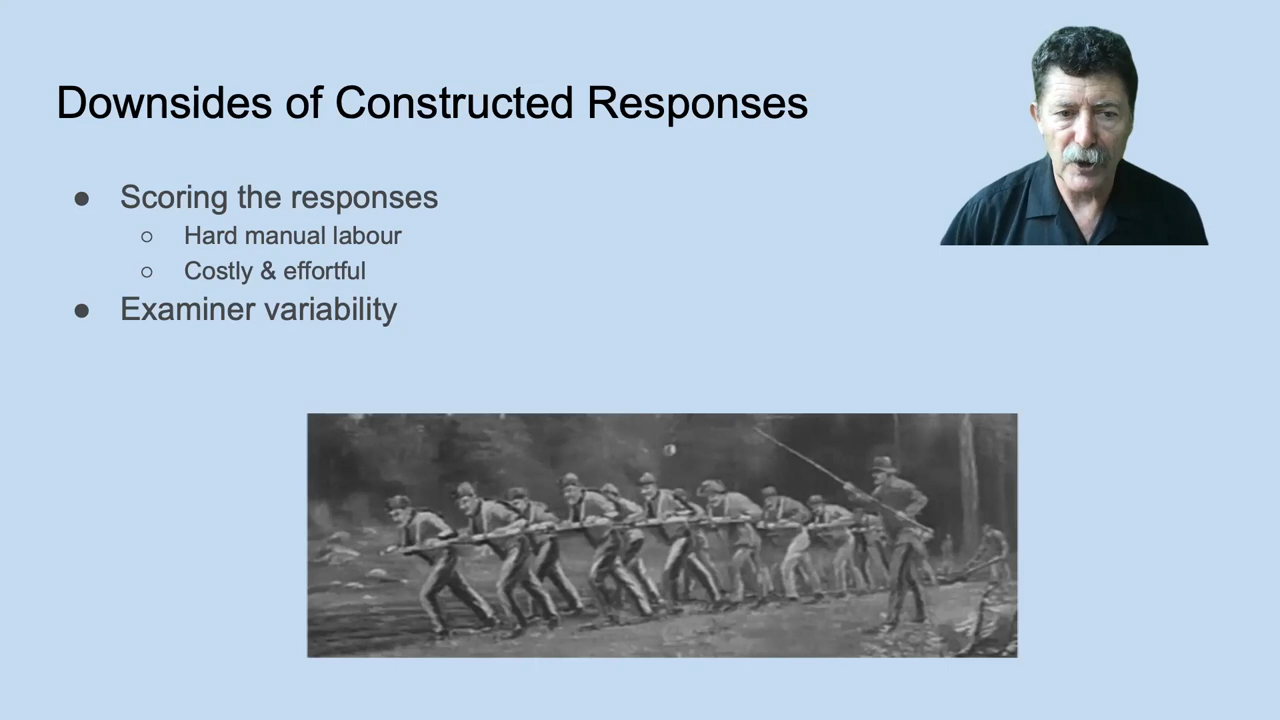 Downsides of Constructed Responses
● Scoring the responses
○ Hard manual labour
○ Costly & effortful
● Examiner variability